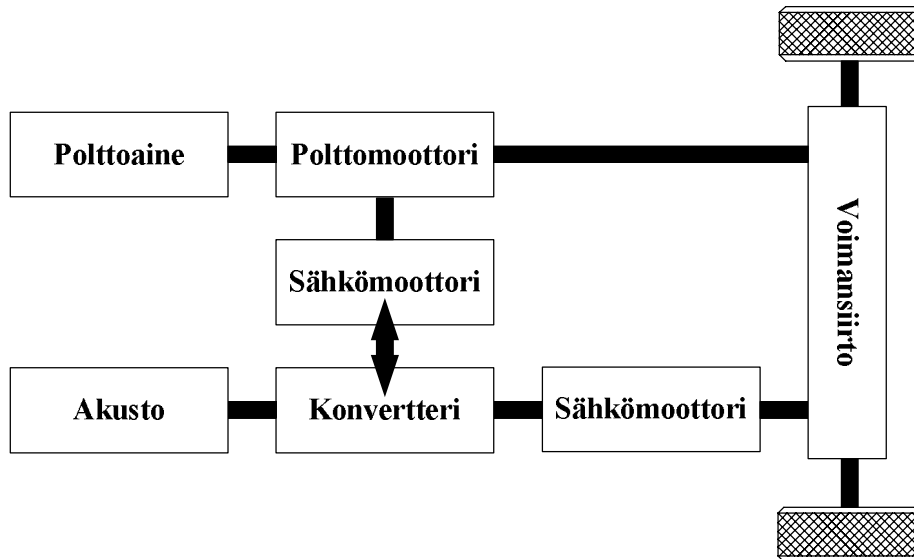 Polttoaine
Polttomoottori
Voimansiirto
Sähkömoottori
Akusto
Konvertteri
Sähkömoottori